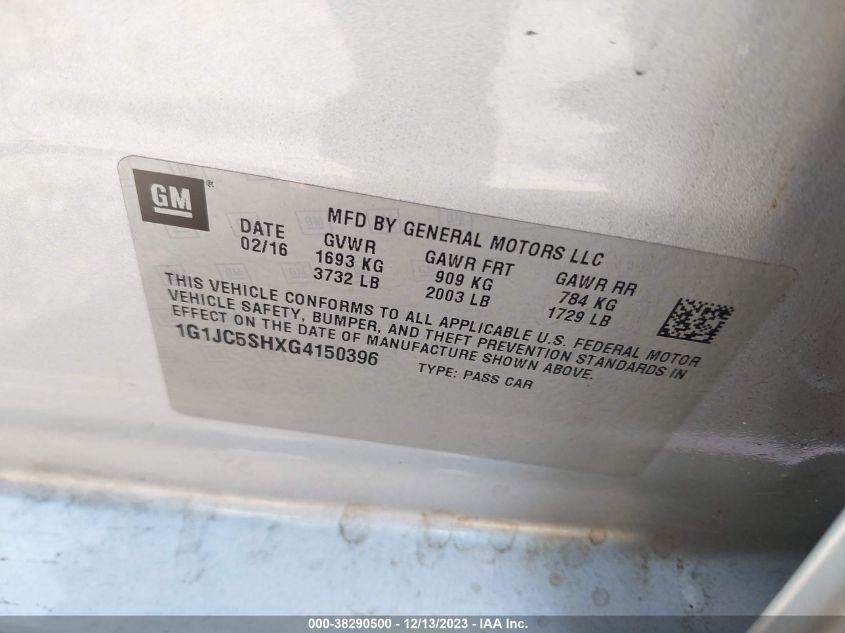 GM®
MFD BY GENERAL MOTORS LLC
DATE GVWR GAWR FRT GAWR RR
02/16 1693 KG 909 KG 784 KG
3732 LB 2003 LB 1729 LB
THIS VEHICLE CONFORMS TO ALL APPLICABLE U.S. FEDERAL MOTOR
VEHICLE SAFETY, BUMPER, AND THEFT PREVENTION STANDARDS IN
EFFECT ON THE DATE OF MANUFACTURE SHOWN ABOVE.
1G1JC5SHXG4150396 TYPE: PASS CAR
000-38290500 - 12/13/2023 - IAA Inc.